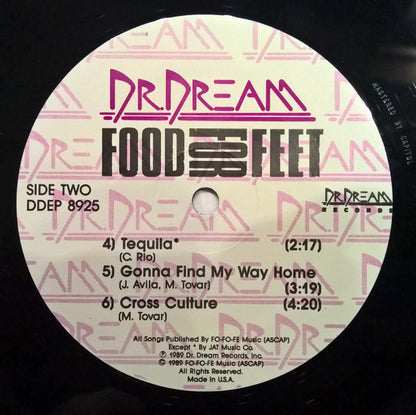 DR.DREAM
FOOD FOR FEET
SIDE TWO
DDEP 8925
DR.DREAM
RECORDS
4) Tequila* (2:17)
(C. Rio)
5) Gonna Find My Way Home
(J. Avila, M. Tovar) (3:19)
6) Cross Culture (4:20)
(M. Tovar)
All Songs Published By FO-FO-FE Music (ASCAP)
Except * By JAT Music Co.
Ⓟ 1989 Dr. Dream Records, Inc.
© 1989 FO-FO-FE Music (ASCAP)
All Rights Reserved.
Made in U.S.A.
MASTERED BY CAPITOL